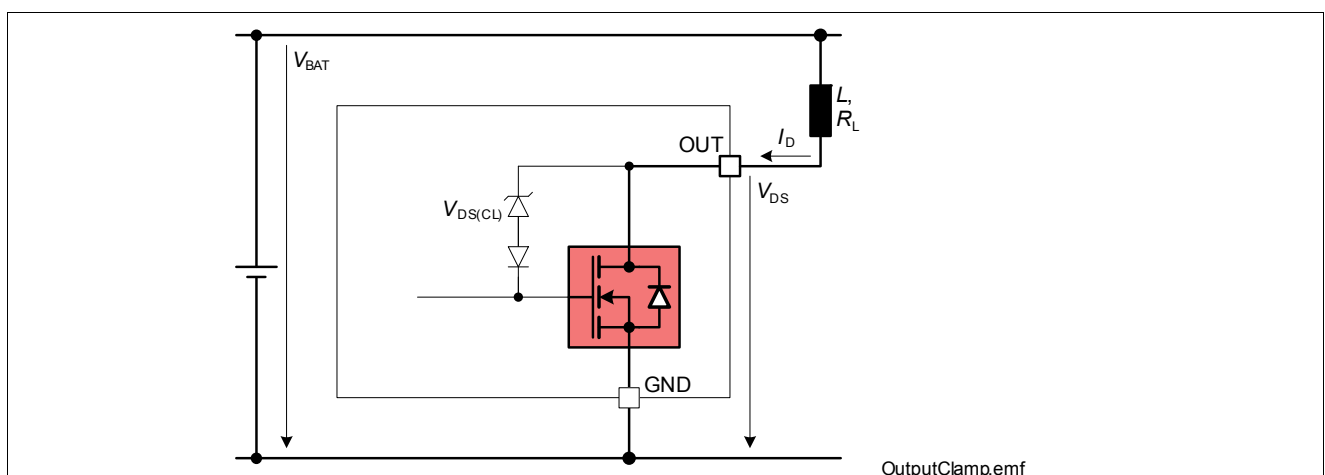 VBAT
L,
RL
OUT
ID
VDS
VDS(CL)
GND
OutputClamp.emf